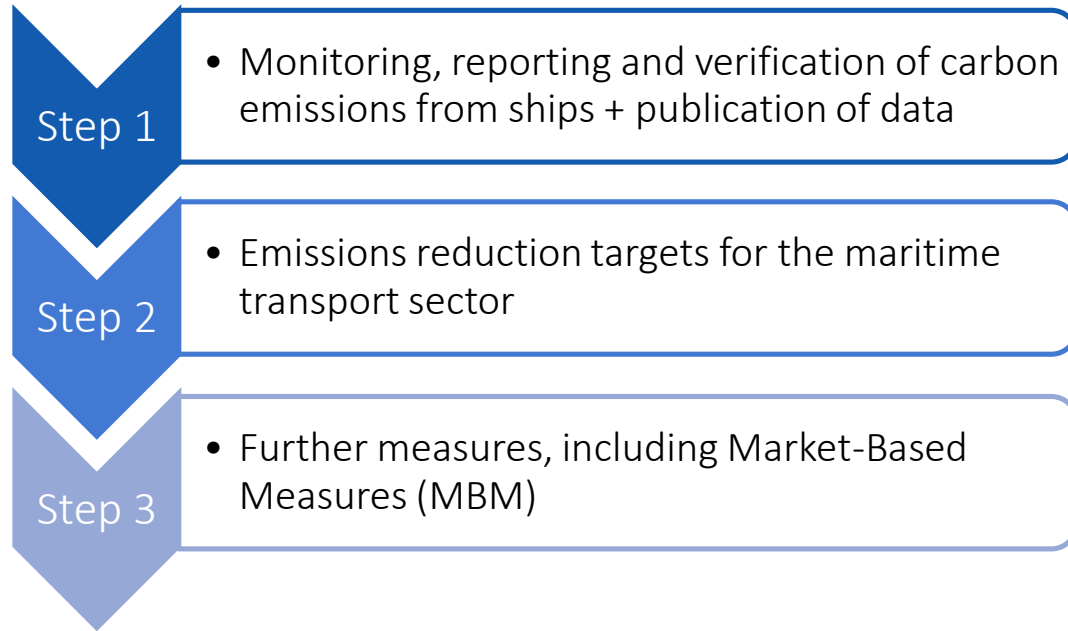 Step 1
• Monitoring, reporting and verification of carbon
emissions from ships + publication of data
Step 2
• Emissions reduction targets for the maritime
transport sector
Step 3
• Further measures, including Market-Based
Measures (MBM)